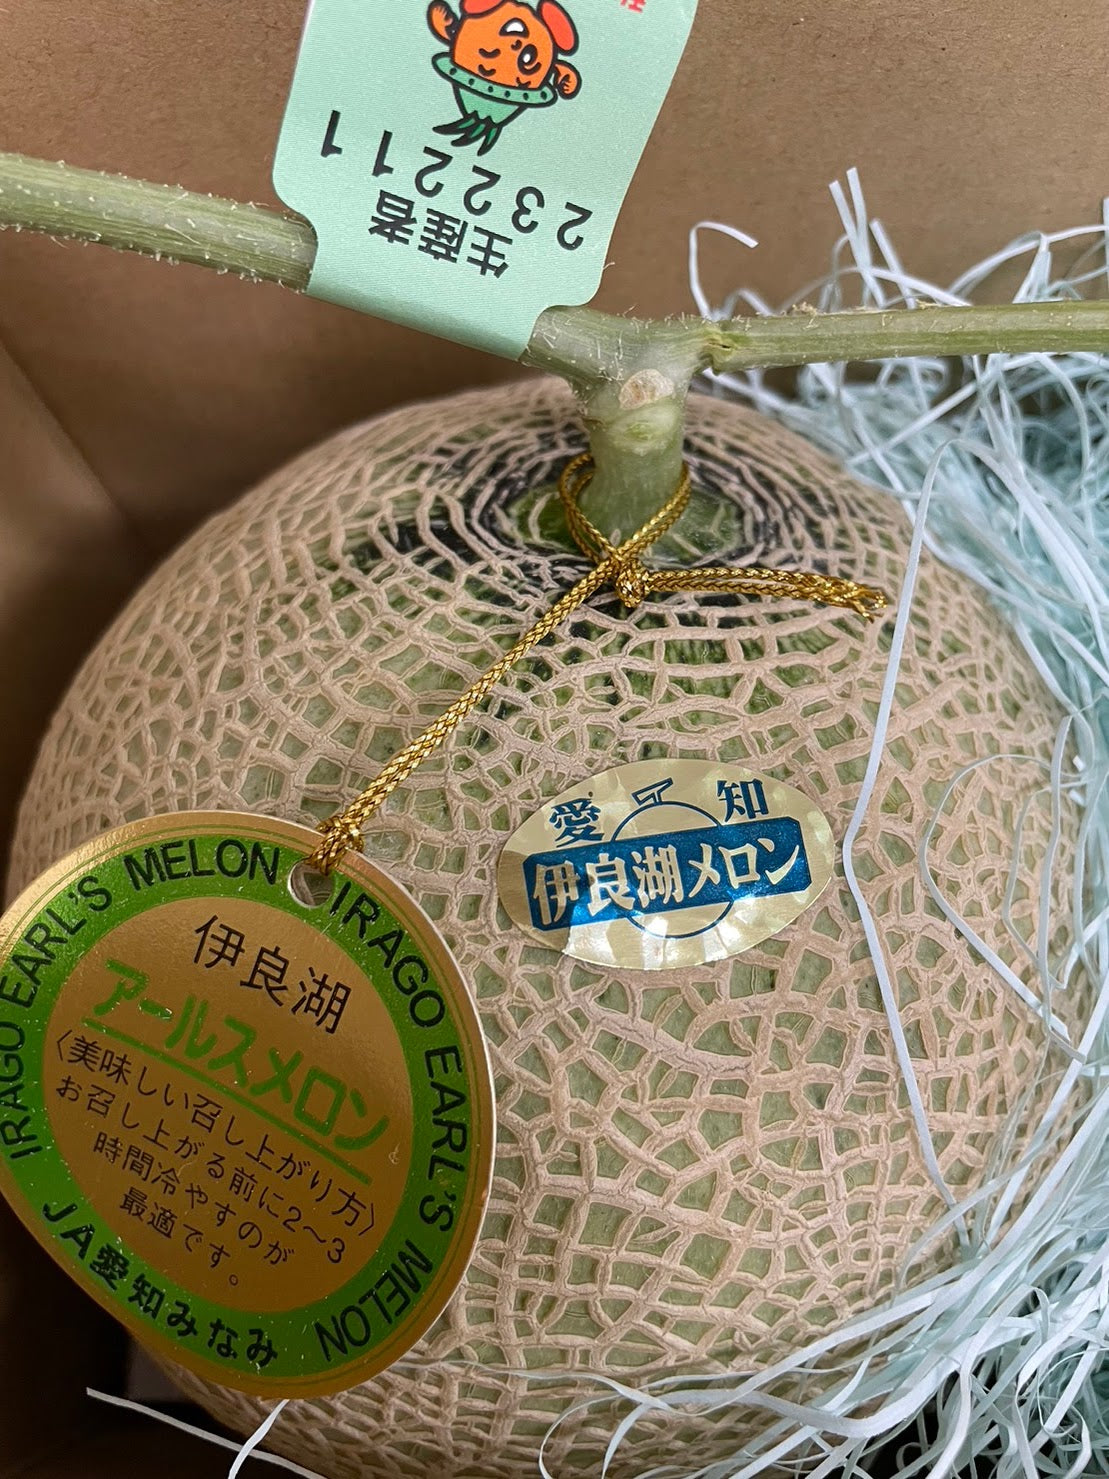 生産者
232211
愛知
伊良湖メロン
IRAGO EARL'S MELON
IRAGO EARL'S MELON
伊良湖
アールスメロン
〈美味しい召し上がり方〉
お召し上がる前に2〜3
時間冷やすのが
最適です。
JA愛知みなみ